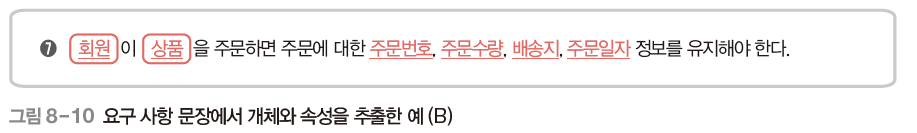 ❼ 회원이 상품을 주문하면 주문에 대한 주문번호, 주문수량, 배송지, 주문일자 정보를 유지해야 한다.
그림 8-10 요구 사항 문장에서 개체와 속성을 추출한 예 (B)